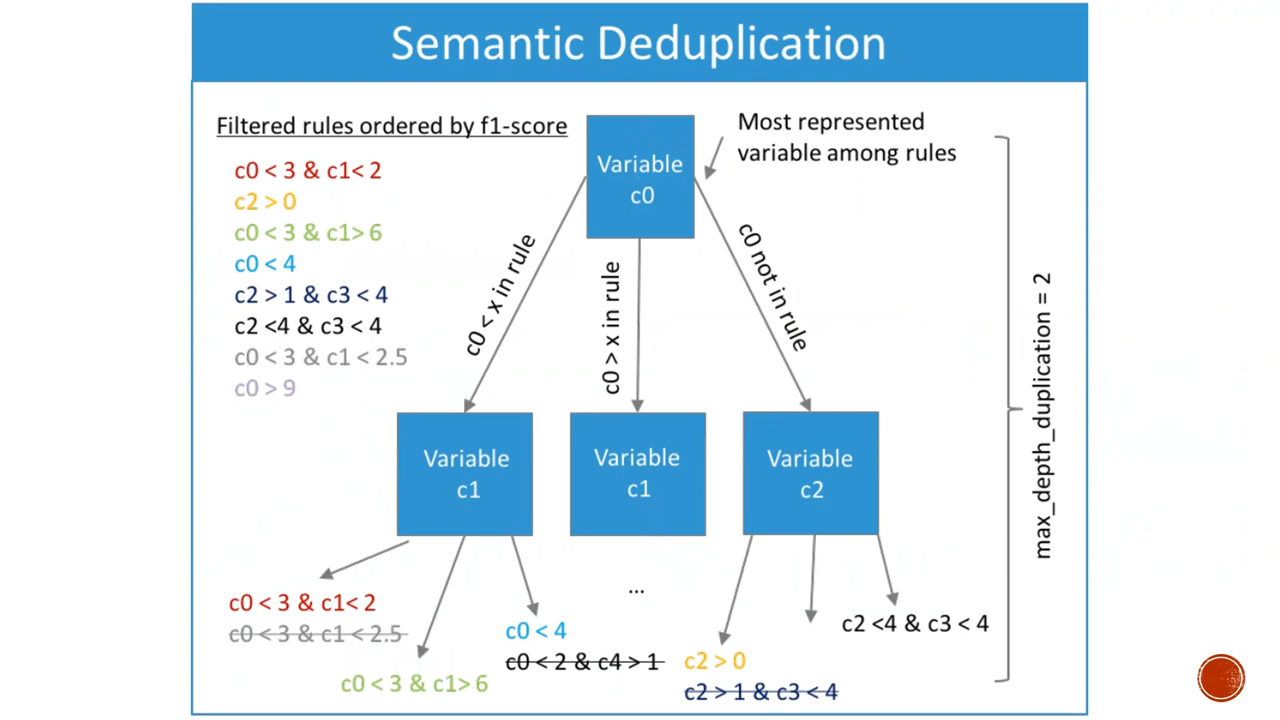 Semantic Deduplication
Filtered rules ordered by f1-score
c0 < 3 & c1< 2
c2 > 0
c0 < 3 & c1> 6
c0 < 4
c2 > 1 & c3 < 4
c2 <4 & c3 < 4
c0 < 3 & c1 < 2.5
c0 > 9
Variable
c0
Most represented
variable among rules
c0 < x in rule
c0 > x in rule
c0 not in rule
max_depth_duplication = 2
Variable
c1
Variable
c1
Variable
c2
c0 < 3 & c1< 2
c0 < 3 & c1 < 2.5
c0 < 3 & c1> 6
c0 < 4
c0 < 2 & c4 > 1
...
c2 > 0
c2 > 1 & c3 < 4
c2 <4 & c3 < 4